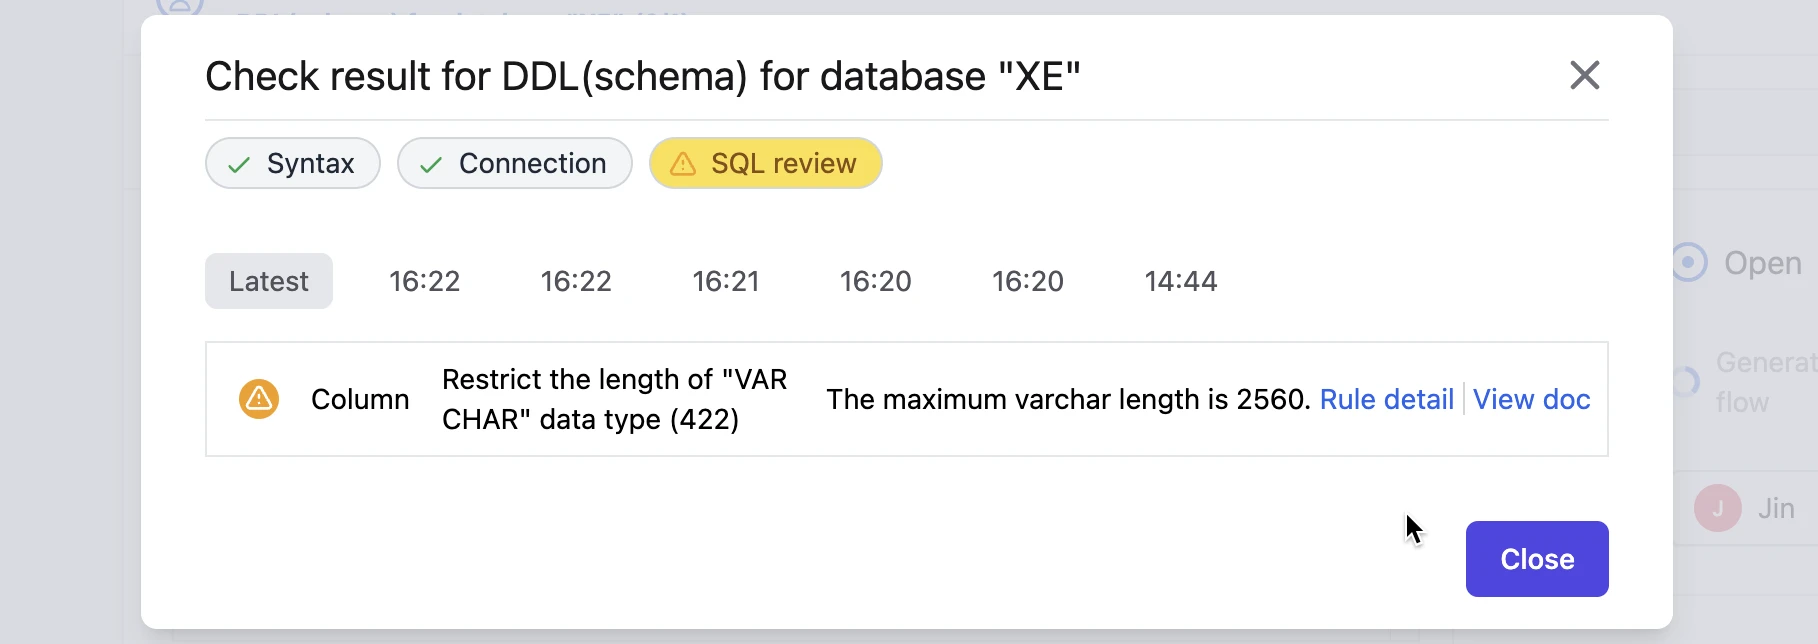 Check result for DDL(schema) for database "XE"
Syntax
Connection
SQL review
Latest
16:22
16:22
16:21
16:20
16:20
14:44
Column
Restrict the length of "VAR
CHAR" data type (422)
The maximum varchar length is 2560. Rule detail | View doc
Close
Open
Generat
flow
J
Jin